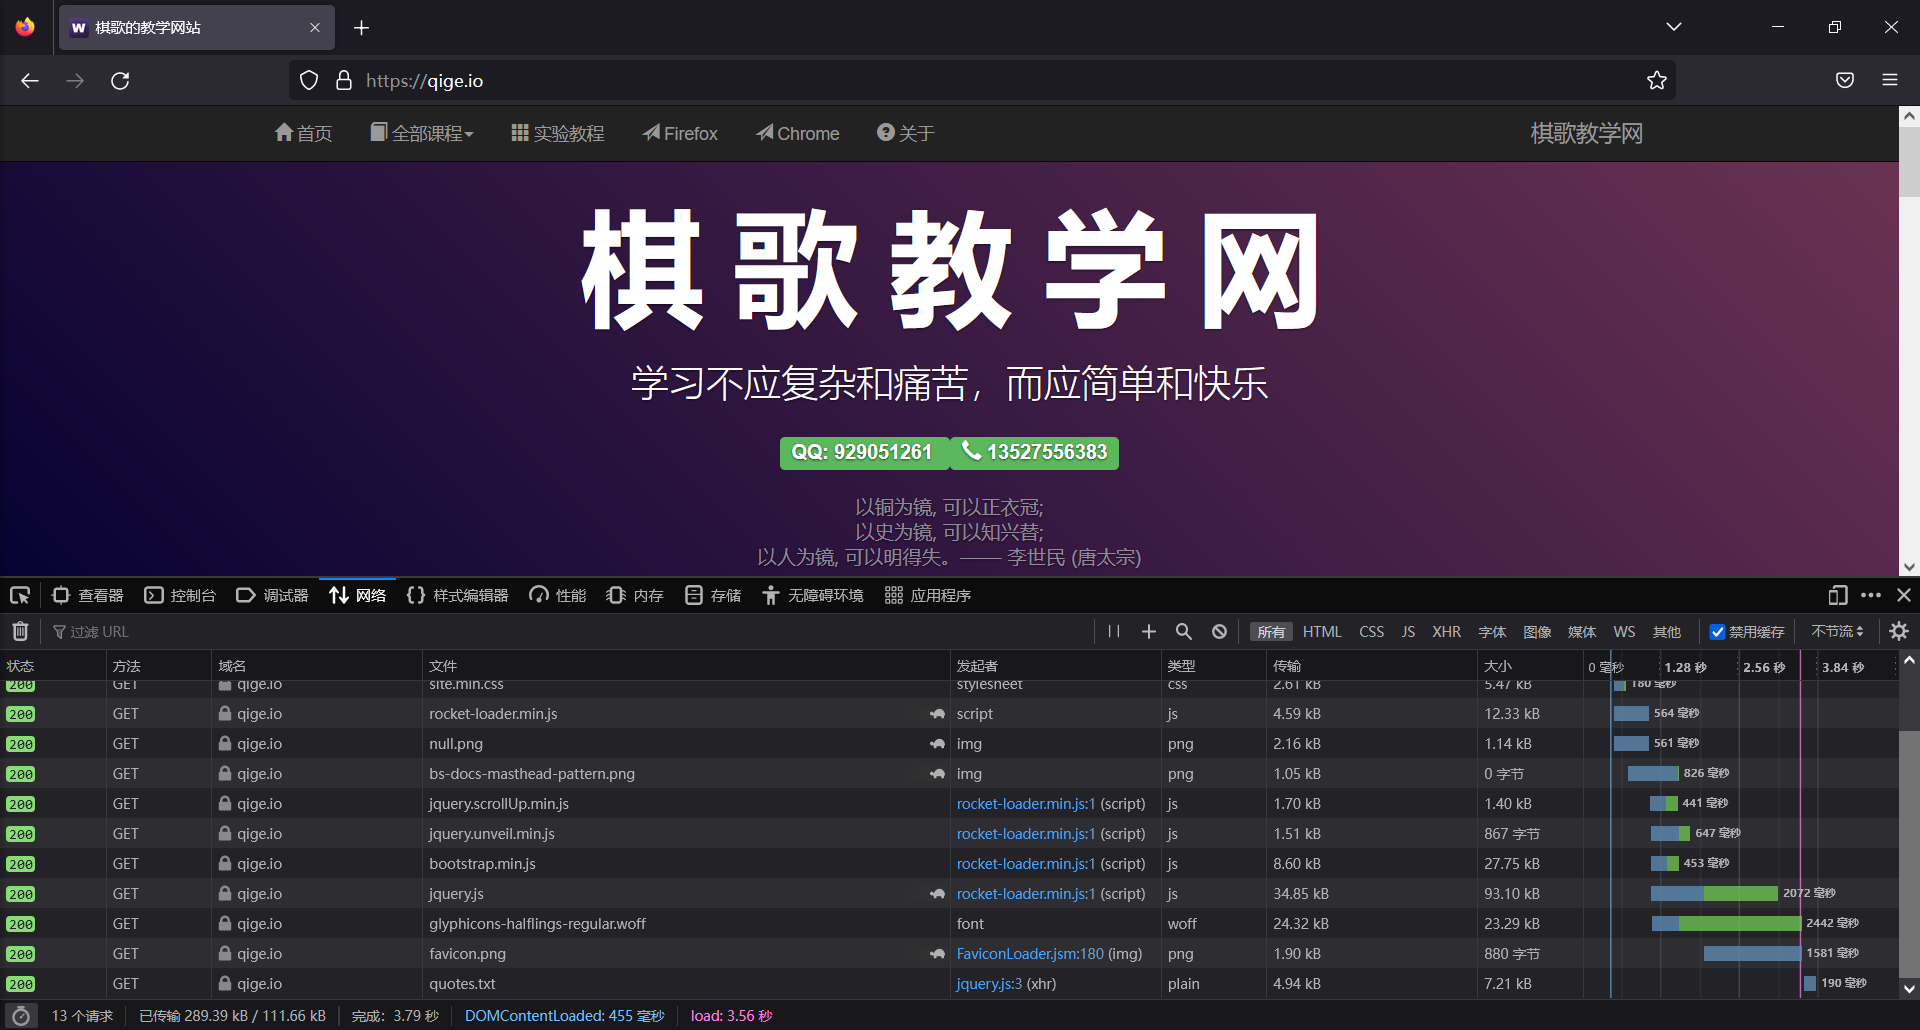 棋歌的教学网站
https://qige.io
首页 全部课程 实验教程 Firefox Chrome 关于 棋歌教学网
棋歌教学网
学习不应复杂和痛苦，而应简单和快乐
QQ: 929051261 13527556383
以铜为镜, 可以正衣冠;
以史为镜, 可以知兴替;
以人为镜, 可以明得失。—— 李世民 (唐太宗)
查看器 控制台 调试器 网络 样式编辑器 性能 内存 存储 无障碍环境 应用程序
过滤 URL 所有 HTML CSS JS XHR 字体 图像 媒体 WS 其他 禁用缓存 不节流
状态 方法 域名 文件 发起者 类型 传输 大小 0 毫秒 1.28 秒 2.56 秒 3.84 秒
200 GET qige.io site.min.css stylesheet css 2.61 kB 5.47 kB 180 毫秒
200 GET qige.io rocket-loader.min.js script js 4.59 kB 12.33 kB 564 毫秒
200 GET qige.io null.png img png 2.16 kB 1.14 kB 561 毫秒
200 GET qige.io bs-docs-masthead-pattern.png img png 1.05 kB 0 字节 826 毫秒
200 GET qige.io jquery.scrollUp.min.js rocket-loader.min.js:1 (script) js 1.70 kB 1.40 kB 441 毫秒
200 GET qige.io jquery.unveil.min.js rocket-loader.min.js:1 (script) js 1.51 kB 867 字节 647 毫秒
200 GET qige.io bootstrap.min.js rocket-loader.min.js:1 (script) js 8.60 kB 27.75 kB 453 毫秒
200 GET qige.io jquery.js rocket-loader.min.js:1 (script) js 34.85 kB 93.10 kB 2072 毫秒
200 GET qige.io glyphicons-halflings-regular.woff font woff 24.32 kB 23.29 kB 2442 毫秒
200 GET qige.io favicon.png FaviconLoader.jsm:180 (img) png 1.90 kB 880 字节 1581 毫秒
200 GET qige.io quotes.txt jquery.js:3 (xhr) plain 4.94 kB 7.21 kB 190 毫秒
13 个请求 已传输 289.39 kB / 111.66 kB 完成：3.79 秒 DOMContentLoaded: 455 毫秒 load: 3.56 秒